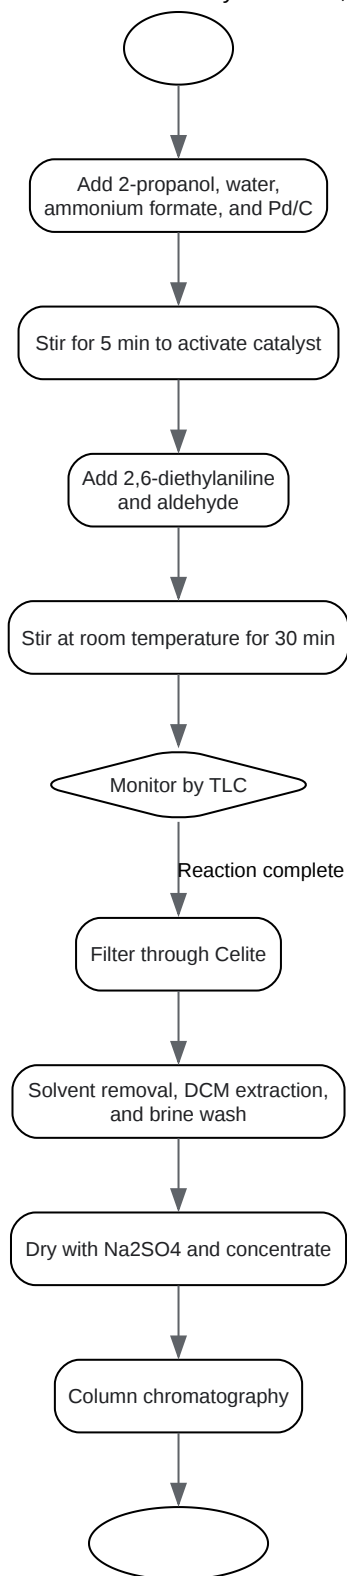 Add 2-propanol, water,
ammonium formate, and Pd/C
Stir for 5 min to activate catalyst
Add 2,6-diethylaniline
and aldehyde
Stir at room temperature for 30 min
Monitor by TLC
Reaction complete
Filter through Celite
Solvent removal, DCM extraction,
and brine wash
Dry with Na2SO4 and concentrate
Column chromatography